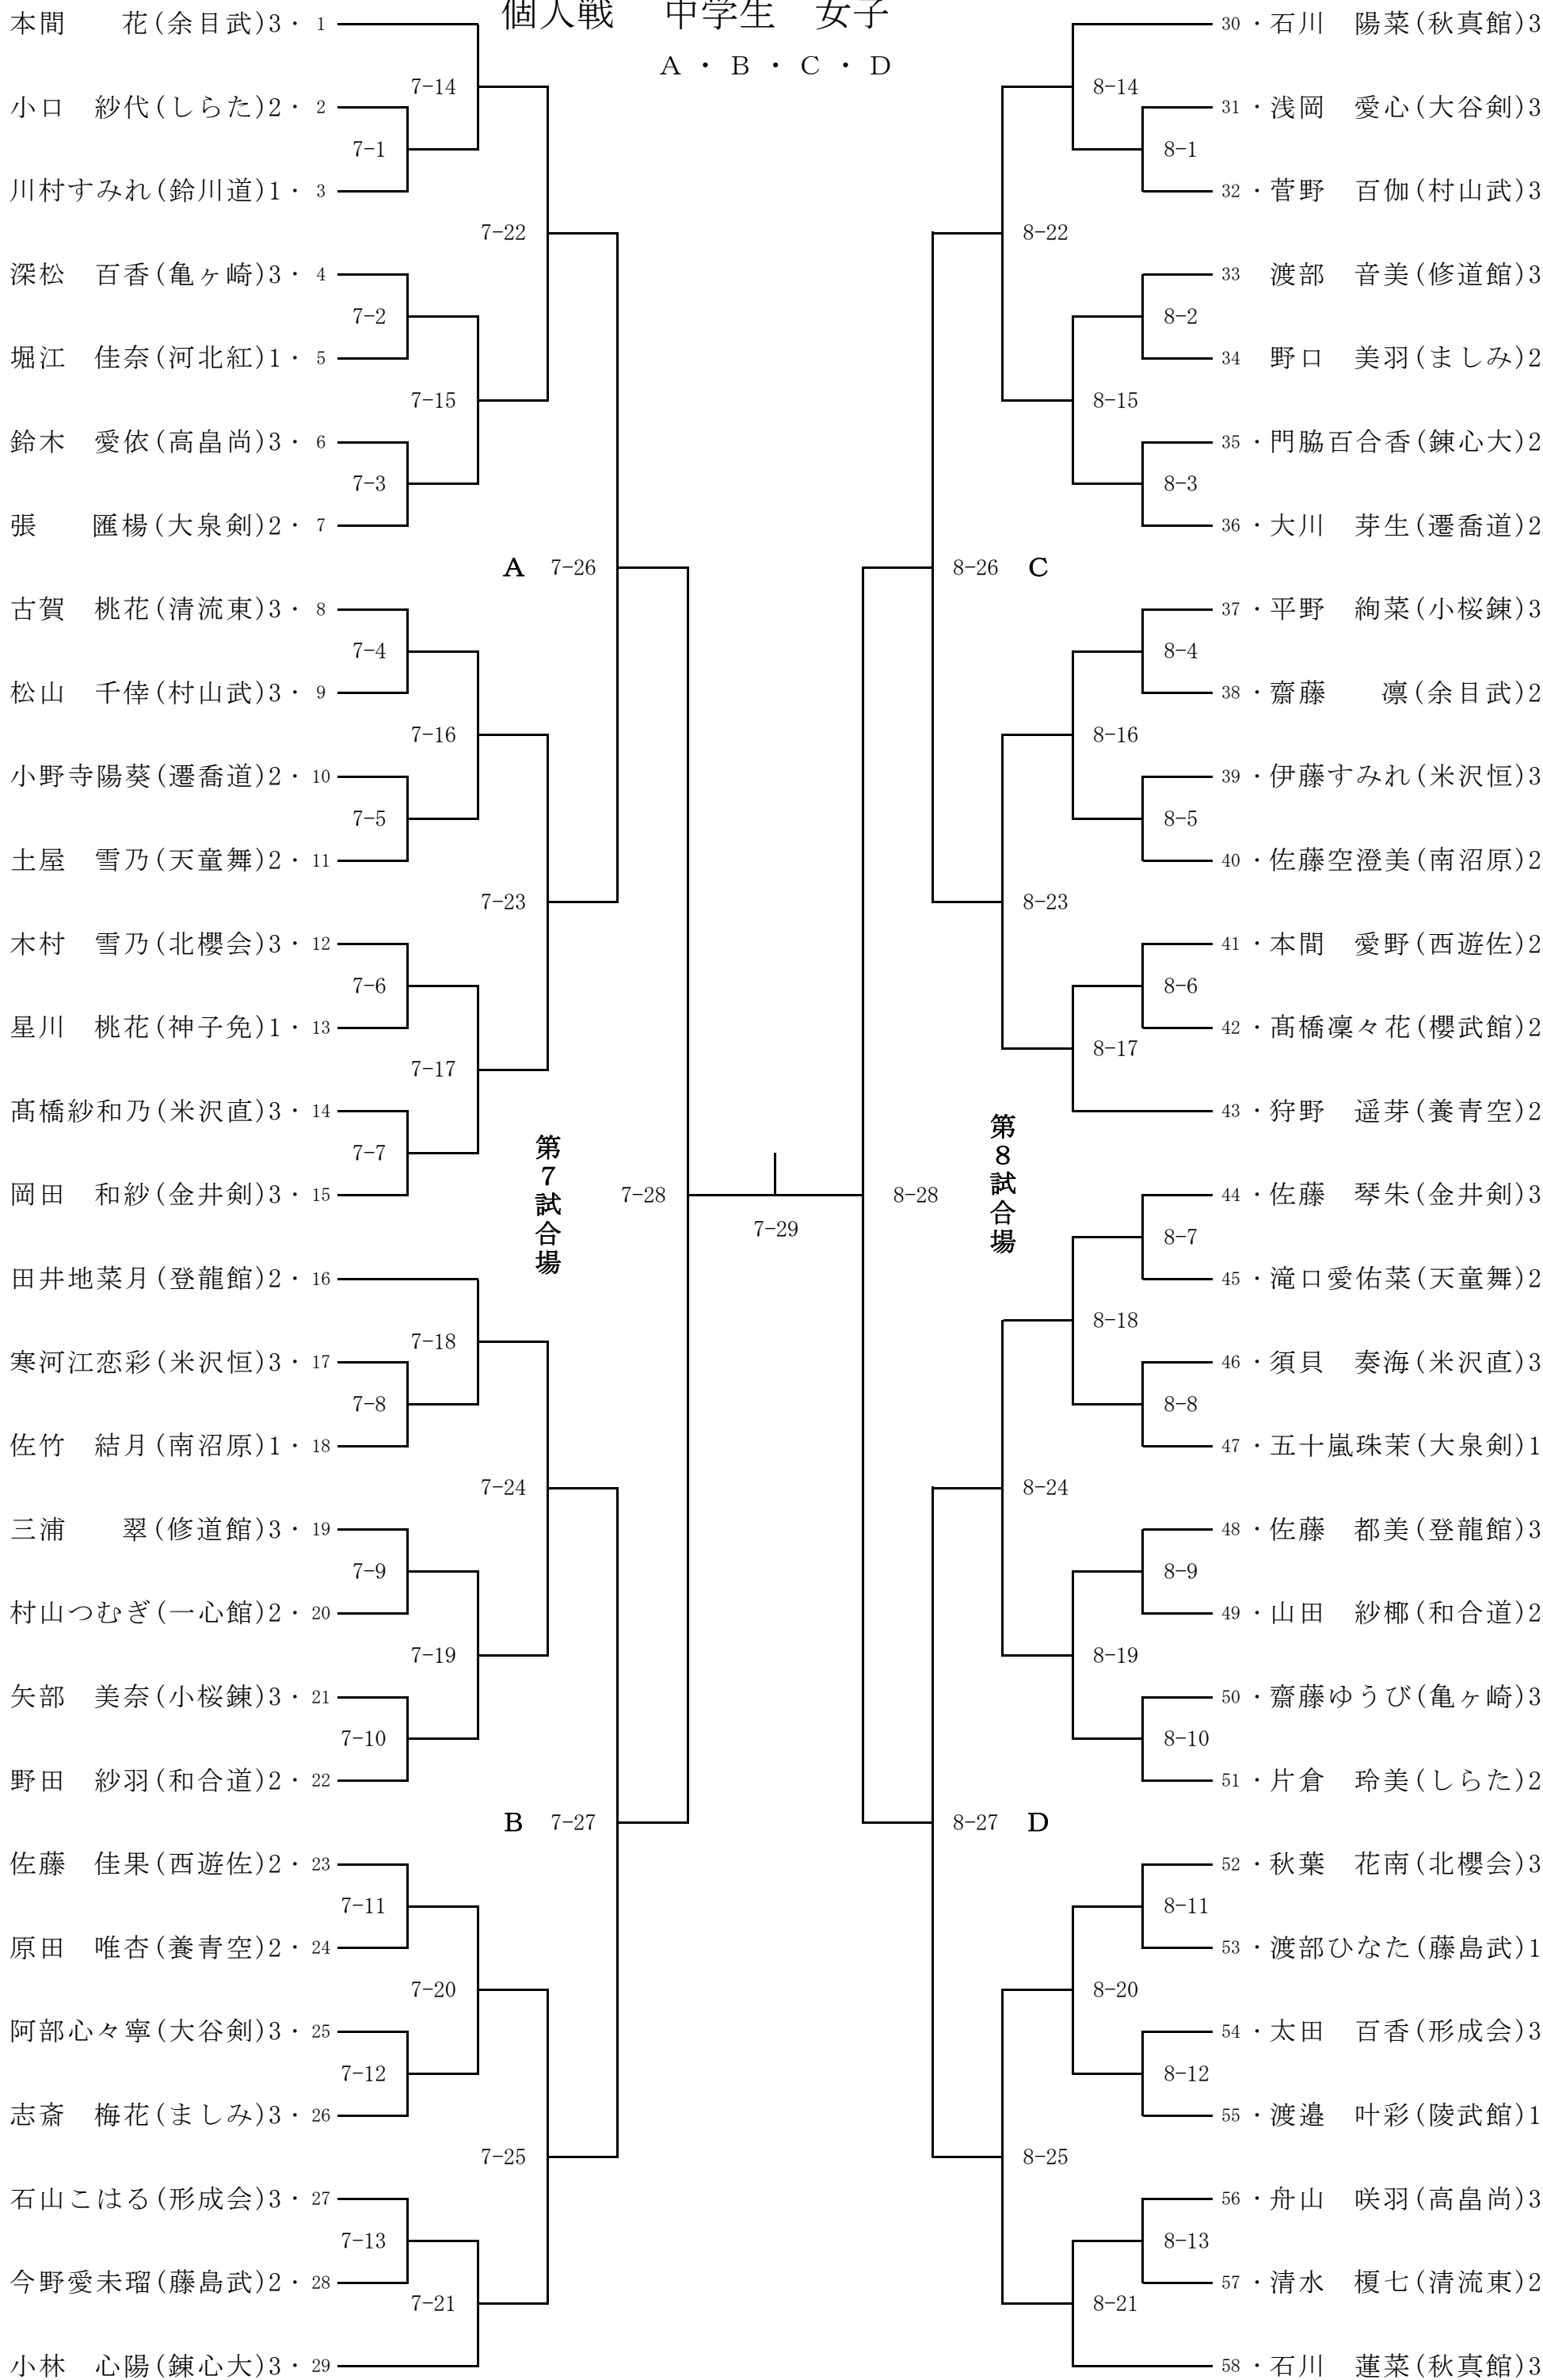 個人戦　中学生　女子
A・B・C・D
本間　　花(余目武)3・ 1
7-14
小口　紗代(しらた)2・ 2
7-1
川村すみれ(鈴川道)1・ 3
7-22
深松　百香(亀ヶ崎)3・ 4
7-2
堀江　佳奈(河北紅)1・ 5
7-15
鈴木　愛依(高畠尚)3・ 6
7-3
張　　匯楊(大泉剣)2・ 7
A 7-26
古賀　桃花(清流東)3・ 8
7-4
松山　千倖(村山武)3・ 9
7-16
小野寺陽葵(遷喬道)2・ 10
7-5
土屋　雪乃(天童舞)2・ 11
7-23
木村　雪乃(北櫻会)3・ 12
7-6
星川　桃花(神子免)1・ 13
7-17
髙橋紗和乃(米沢直)3・ 14
7-7
岡田　和紗(金井剣)3・ 15
第7試合場
7-28
7-29
田井地菜月(登龍館)2・ 16
7-18
寒河江恋彩(米沢恒)3・ 17
7-8
佐竹　結月(南沼原)1・ 18
7-24
三浦　　翠(修道館)3・ 19
7-9
村山つむぎ(一心館)2・ 20
7-19
矢部　美奈(小桜錬)3・ 21
7-10
野田　紗羽(和合道)2・ 22
B 7-27
佐藤　佳果(西遊佐)2・ 23
7-11
原田　唯杏(養青空)2・ 24
7-20
阿部心々寧(大谷剣)3・ 25
7-12
志斎　梅花(ましみ)3・ 26
7-25
石山こはる(形成会)3・ 27
7-13
今野愛未瑠(藤島武)2・ 28
7-21
小林　心陽(錬心大)3・ 29
30 ・石川　陽菜(秋真館)3
8-14
31 ・浅岡　愛心(大谷剣)3
8-1
32 ・菅野　百伽(村山武)3
8-22
33 　渡部　音美(修道館)3
8-2
34 　野口　美羽(ましみ)2
8-15
35 ・門脇百合香(錬心大)2
8-3
36 ・大川　芽生(遷喬道)2
8-26 C
37 ・平野　絢菜(小桜錬)3
8-4
38 ・齋藤　　凛(余目武)2
8-16
39 ・伊藤すみれ(米沢恒)3
8-5
40 ・佐藤空澄美(南沼原)2
8-23
41 ・本間　愛野(西遊佐)2
8-6
42 ・髙橋凜々花(櫻武館)2
8-17
43 ・狩野　遥芽(養青空)2
第8試合場
8-28
44 ・佐藤　琴朱(金井剣)3
8-7
45 ・滝口愛佑菜(天童舞)2
8-18
46 ・須貝　奏海(米沢直)3
8-8
47 ・五十嵐珠茉(大泉剣)1
8-24
48 ・佐藤　都美(登龍館)3
8-9
49 ・山田　紗椰(和合道)2
8-19
50 ・齋藤ゆうび(亀ヶ崎)3
8-10
51 ・片倉　玲美(しらた)2
8-27 D
52 ・秋葉　花南(北櫻会)3
8-11
53 ・渡部ひなた(藤島武)1
8-20
54 ・太田　百香(形成会)3
8-12
55 ・渡邉　叶彩(陵武館)1
8-25
56 ・舟山　咲羽(高畠尚)3
8-13
57 ・清水　榎七(清流東)2
8-21
58 ・石川　蓮菜(秋真館)3